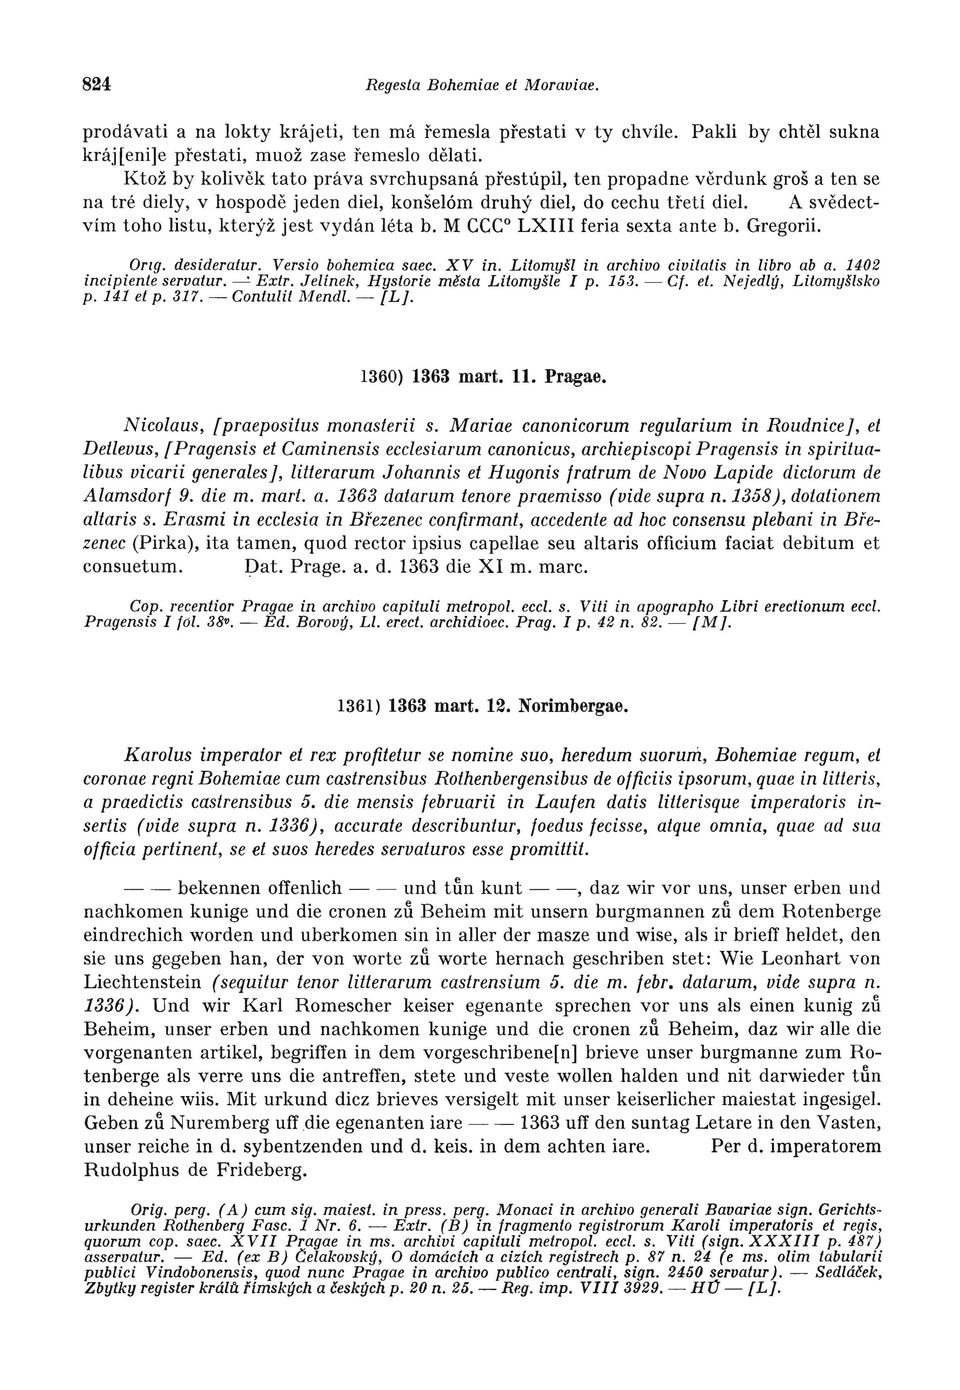 824 Regesta Bohemiae et Moraviae.
prodávati a na lokty krájeti, ten má řemesla přestati v ty chvíle. Pakli by chtěl sukna
kráj[eni]e přestati, muož zase řemeslo dělati.
Ktož by kolivěk tato práva svrchupsaná přestúpil, ten propadne věrdunk groš a ten se
na tré diely, v hospodě jeden diel, konšelóm druhý diel, do cechu třetí diel. A svědect-
vím toho listu, kterýž jest vydán léta b. M CCC° LXIII feria sexta ante b. Gregorii.
Orig. desideratur. Versio bohemica saec. XV in. Litomyšl in archivo civitatis in libro ab a. 1402
incipiente servatur. — Extr. Jelínek, Hystorie města Litomyšle I p. 153. — Cf. et. Nejedlý, Litomyšlsko
p. 141 et p. 317. — Contulit Mendl. — [L].
1360) 1363 mart. 11. Pragae.
Nicolaus, [praepositus monasterii s. Mariae canonicorum regularium in Roudnice], et
Detlevus, [Pragensis et Caminensis ecclesiarum canonicus, archiepiscopi Pragensis in spiritua-
libus vicarii generales], litterarum Johannis et Hugonis fratrum de Novo Lapide dictorum de
Alamsdorf 9. die m. mart. a. 1363 datarum tenore praemisso (vide supra n. 1358), dotationem
altaris s. Erasmi in ecclesia in Březenec confirmant, accedente ad hoc consensu plebani in Bře-
zenec (Pirka), ita tamen, quod rector ipsius capellae seu altaris officium faciat debitum et
consuetum. Dat. Prage. a. d. 1363 die XI m. marc.
Cop. recentior Pragae in archivo capituli metropol. eccl. s. Viti in apographo Libri erectionum eccl.
Pragensis I fol. 38ᵛ. — Ed. Borový, Ll. erect. archidioec. Prag. I p. 42 n. 82. — [M].
1361) 1363 mart. 12. Norimbergae.
Karolus imperator et rex profitetur se nomine suo, heredum suorum, Bohemiae regum, et
coronae regni Bohemiae cum castrensibus Rothenbergensibus de officiis ipsorum, quae in litteris,
a praedictis castrensibus 5. die mensis februarii in Laufen datis litterisque imperatoris in-
sertis (vide supra n. 1336), accurate describuntur, foedus fecisse, atque omnia, quae ad sua
officia pertinent, se et suos heredes servaturos esse promittit.
— — bekennen offenlich — — und tuͤn kunt — —, daz wir vor uns, unser erben und
nachkomen kunige und die cronen zuͤ Beheim mit unsern burgmannen zuͤ dem Rotenberge
eindrechich worden und uberkomen sin in aller der masze und wise, als ir brieff heldet, den
sie uns gegeben han, der von worte zuͤ worte hernach geschriben stet: Wie Leonhart von
Liechtenstein (sequitur tenor litterarum castrensium 5. die m. febr. datarum, vide supra n.
1336). Und wir Karl Romescher keiser egenante sprechen vor uns als einen kunig zuͤ
Beheim, unser erben und nachkomen kunige und die cronen zuͤ Beheim, daz wir alle die
vorgenanten artikel, begriffen in dem vorgeschribene[n] brieve unser burgmanne zum Ro-
tenberge als verre uns die antreffen, stete und veste wollen halden und nit darwieder tuͤn
in deheine wiis. Mit urkund dicz brieves versigelt mit unser keiserlicher maiestat ingesigel.
Geben zuͤ Nuremberg uff die egenanten iare — — 1363 uff den suntag Letare in den Vasten,
unser reiche in d. sybentzenden und d. keis. in dem achten iare. Per d. imperatorem
Rudolphus de Frideberg.
Orig. perg. (A) cum sig. maiest. in press. perg. Monaci in archivo generali Bavariae sign. Gerichts-
urkunden Rothenberg Fasc. 1 Nr. 6. — Extr. (B) in fragmento registrorum Karoli imperatoris et regis,
quorum cop. saec. XVII Pragae in ms. archivi capituli metropol. eccl. s. Viti (sign. XXXIII p. 487)
asservatur. — Ed. (ex B) Čelakovský, O domácích a cizích registrech p. 87 n. 24 (e ms. olim tabularii
publici Vindobonensis, quod nunc Pragae in archivo publico centrali, sign. 2450 servatur). — Sedláček,
Zbytky register králů římských a českých p. 20 n. 25. — Reg. imp. VIII 3929. — HÚ — [L].